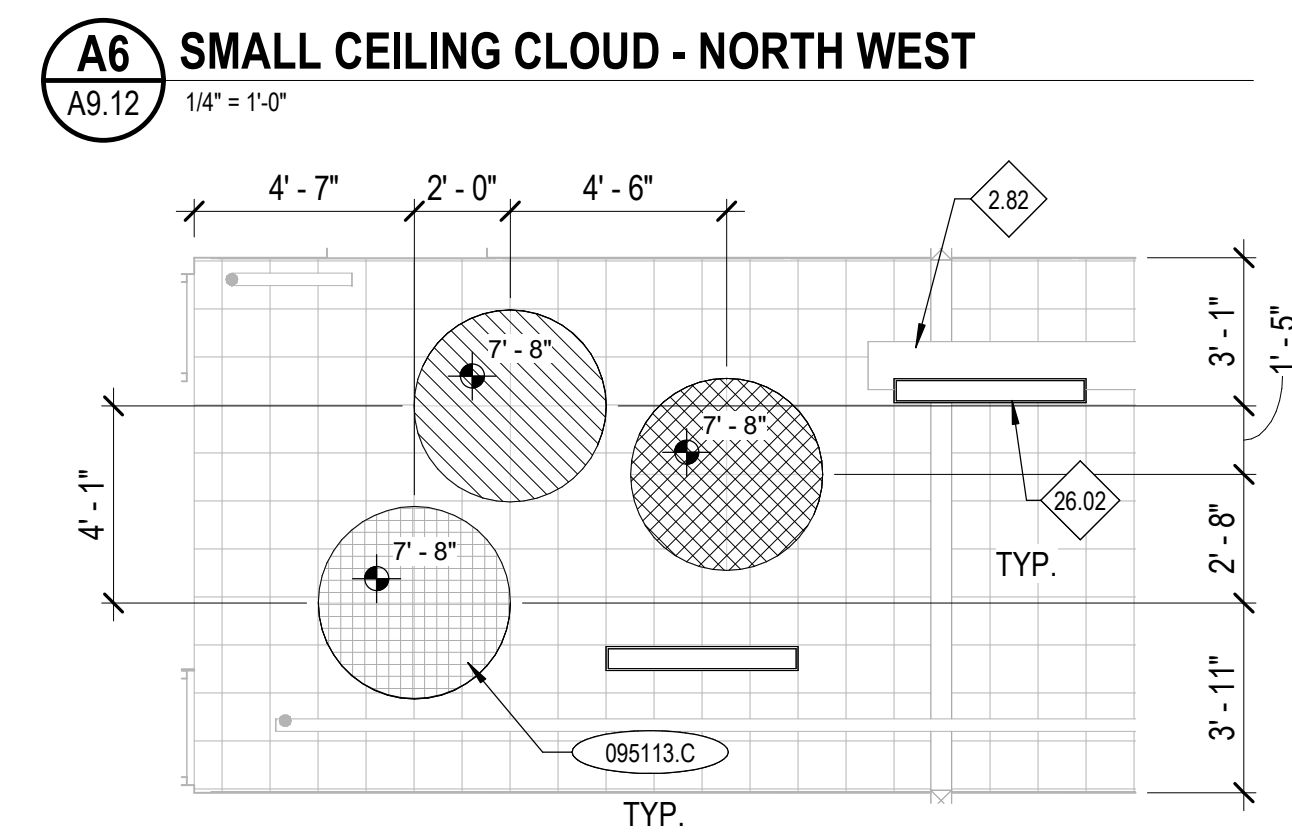 A6 SMALL CEILING CLOUD - NORTH WEST
A9.12 1/4" = 1'-0"
4' - 7" 2' - 0" 4' - 6"
2.82
3' - 1"
1' - 5"
7' - 8"
7' - 8"
4' - 1"
26.02
TYP.
2' - 8"
7' - 8"
3' - 11"
095113.C
TYP.